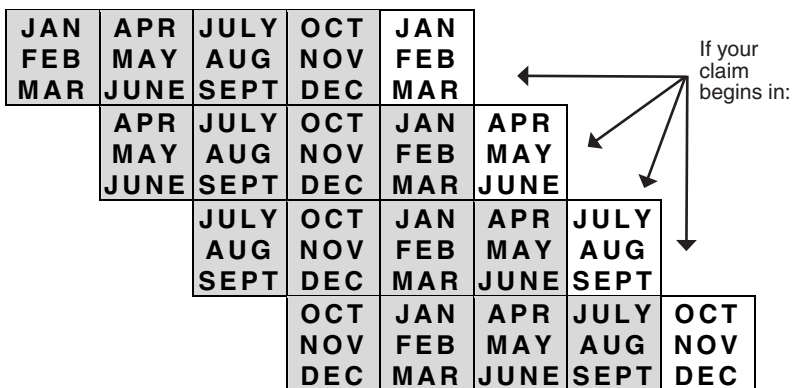 JAN APR JULY OCT JAN
FEB MAY AUG NOV FEB
MAR JUNE SEPT DEC MAR
If your
claim
begins in:
APR JULY OCT JAN APR
MAY AUG NOV FEB MAY
JUNE SEPT DEC MAR JUNE
JULY OCT JAN APR JULY
AUG NOV FEB MAY AUG
SEPT DEC MAR JUNE SEPT
OCT JAN APR JULY OCT
NOV FEB MAY AUG NOV
DEC MAR JUNE SEPT DEC